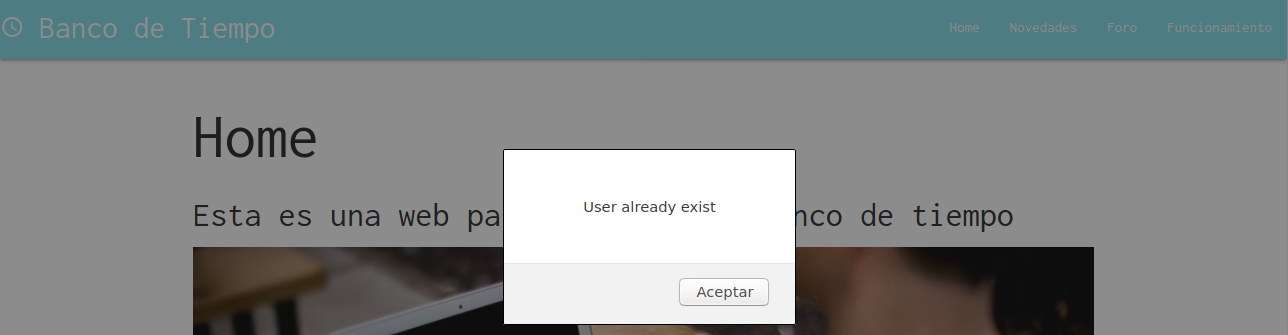 Banco de Tiempo
Home Novedades Foro Funcionamiento
Home
Esta es una web pa nco de tiempo
User already exist
Aceptar